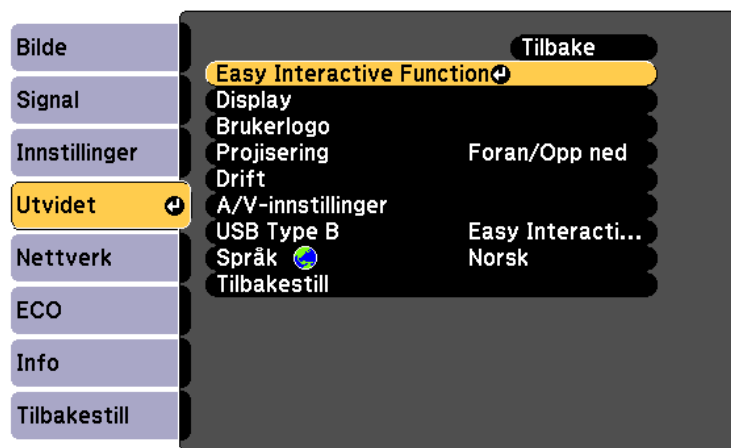 Bilde
Signal
Innstillinger
Utvidet
Nettverk
ECO
Info
Tilbakestill
Tilbake
Easy Interactive Function
Display
Brukerlogo
Projisering Foran/Opp ned
Drift
A/V-innstillinger
USB Type B Easy Interacti...
Språk Norsk
Tilbakestill